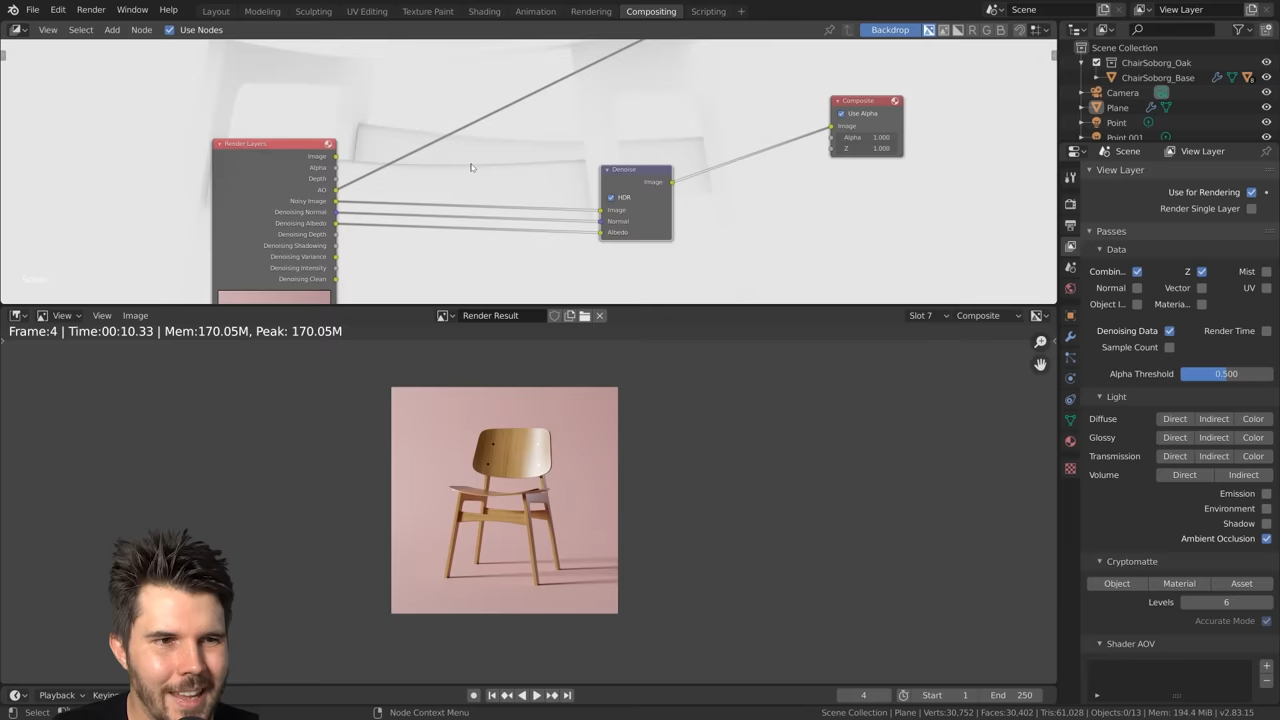 File Edit Render Window Help Layout Modeling Sculpting UV Editing Texture Paint Shading Animation Rendering Compositing Scripting + Scene View Layer
View Select Add Node Use Nodes Backdrop R G B
Scene Collection
ChairSoborg_Oak
ChairSoborg_Base
Camera
Plane
Point
Point.001
Render Layers
Image
Alpha
Depth
AO
Noisy Image
Denoising Normal
Denoising Albedo
Denoising Depth
Denoising Shadowing
Denoising Variance
Denoising Intensity
Denoising Clean
Denoise
Image
HDR
Image
Normal
Albedo
Composite
Use Alpha
Image
Alpha 1.000
Z 1.000
Scene
View View Image Render Result Slot 7 Composite
Frame:4 | Time:00:10.33 | Mem:170.05M, Peak: 170.05M
Scene View Layer
View Layer
Use for Rendering
Render Single Layer
Passes
Data
Combin... Z Mist
Normal Vector UV
Object I... Materia...
Denoising Data Render Time
Sample Count
Alpha Threshold 0.500
Light
Diffuse Direct Indirect Color
Glossy Direct Indirect Color
Transmission Direct Indirect Color
Volume Direct Indirect
Emission
Environment
Shadow
Ambient Occlusion
Cryptomatte
Object Material Asset
Levels 6
Accurate Mode
Shader AOV
Playback Keying 4 Start 1 End 250
Select Node Context Menu Scene Collection | Plane | Verts:30,752 | Faces:30,402 | Tris:61,028 | Objects:0/13 | Mem: 194.4 MiB | v2.83.15